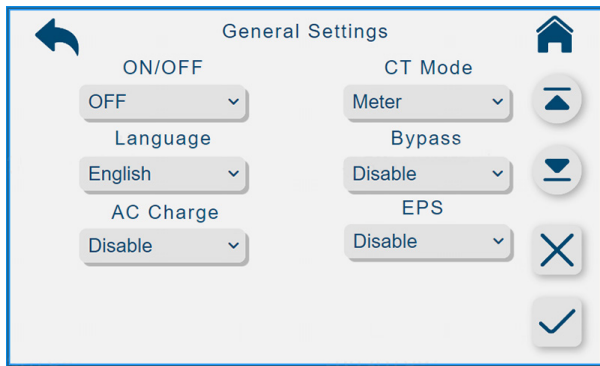 General Settings
ON/OFF CT Mode
OFF Meter
Language Bypass
English Disable
AC Charge EPS
Disable Disable